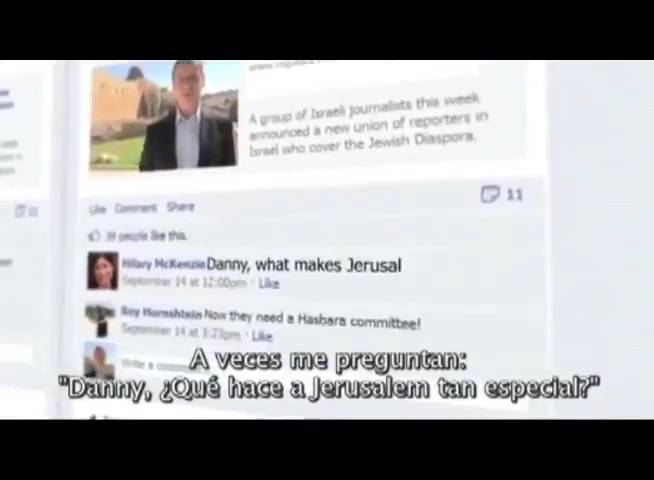 A group of Israeli journalists this week
announced a new union of reporters in
Israel who cover the Jewish Diaspora.
Like Comment Share
11
39 people like this.
Hilary McKenzie Danny, what makes Jerusal
September 14 at 12:00pm · Like
Roy Hornshtein Now they need a Hasbara committee!
September 14 at 3:23pm · Like
Write a comment
A veces me preguntan:
"Danny, ¿Qué hace a Jerusalem tan especial?"